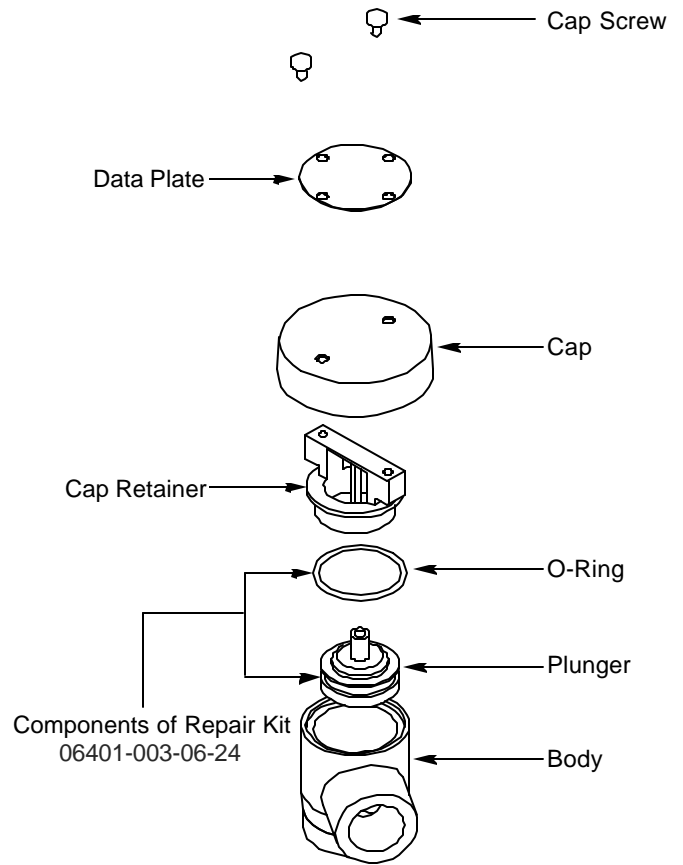 Cap Screw
Data Plate
Cap
Cap Retainer
O-Ring
Plunger
Components of Repair Kit
06401-003-06-24
Body